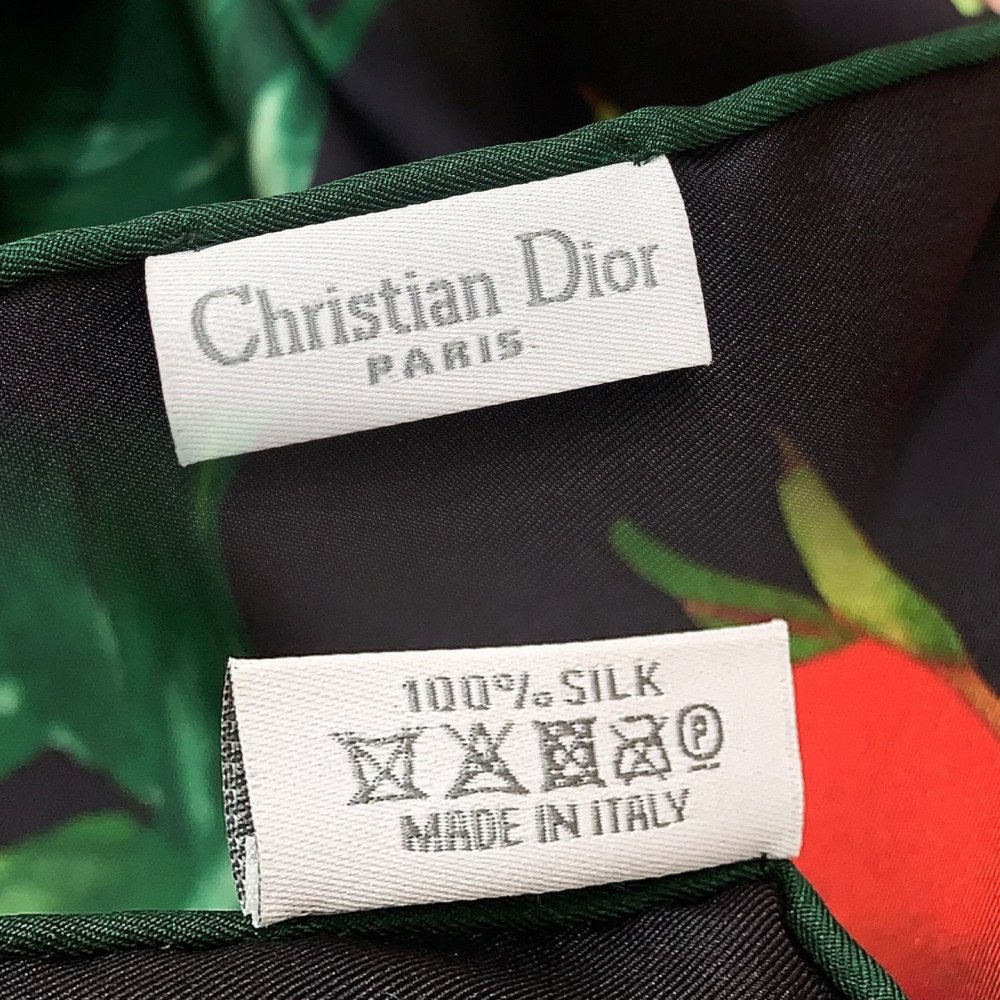 Christian Dior
PARIS
100% SILK
P
MADE IN ITALY